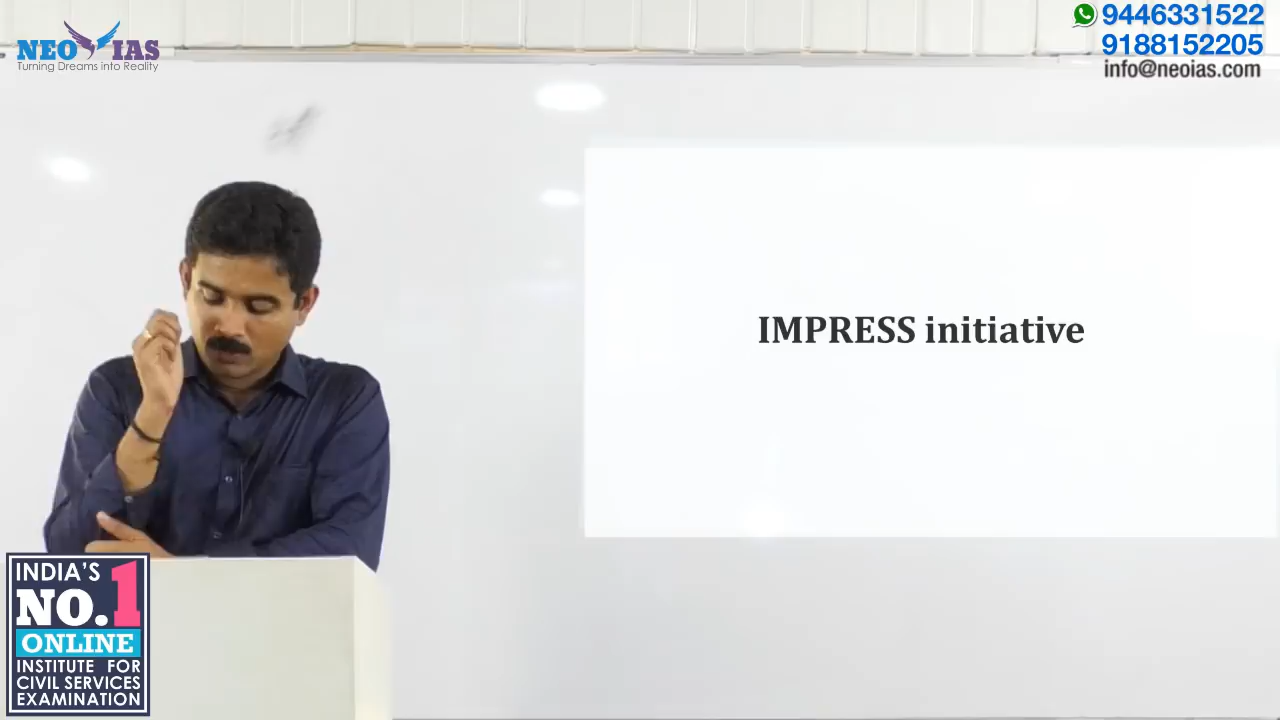 NEO IAS
Turning Dreams into Reality
9446331522
9188152205
info@neoias.com
IMPRESS initiative
INDIA'S
NO.1
ONLINE
INSTITUTE FOR
CIVIL SERVICES
EXAMINATION